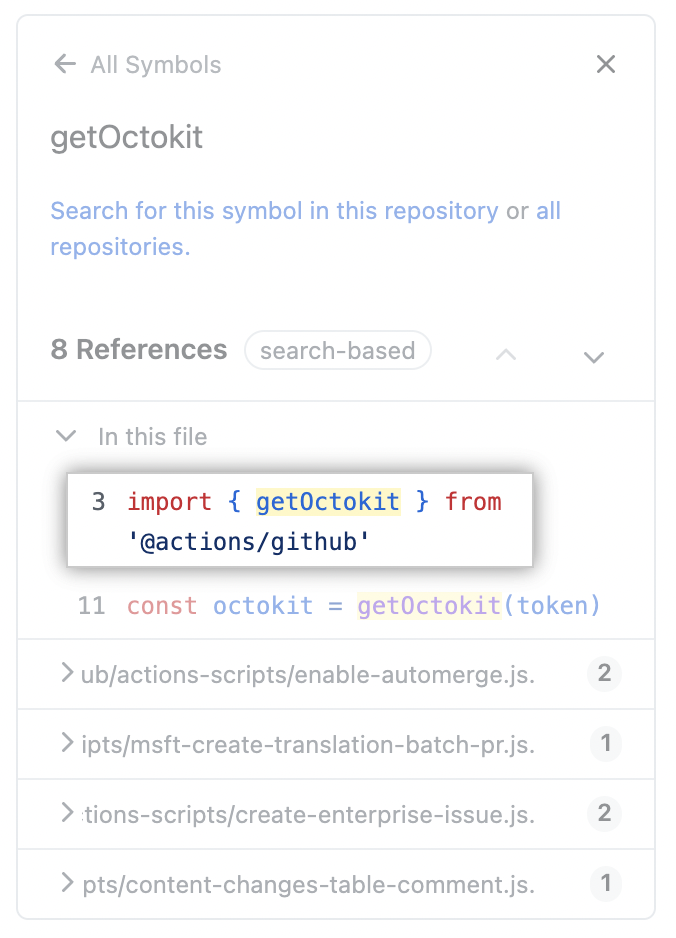 ← All Symbols
getOctokit
Search for this symbol in this repository or all
repositories.
8 References search-based
In this file
3 import { getOctokit } from
'@actions/github'
11 const octokit = getOctokit(token)
ub/actions-scripts/enable-automerge.js. 2
ipts/msft-create-translation-batch-pr.js. 1
tions-scripts/create-enterprise-issue.js. 2
pts/content-changes-table-comment.js. 1